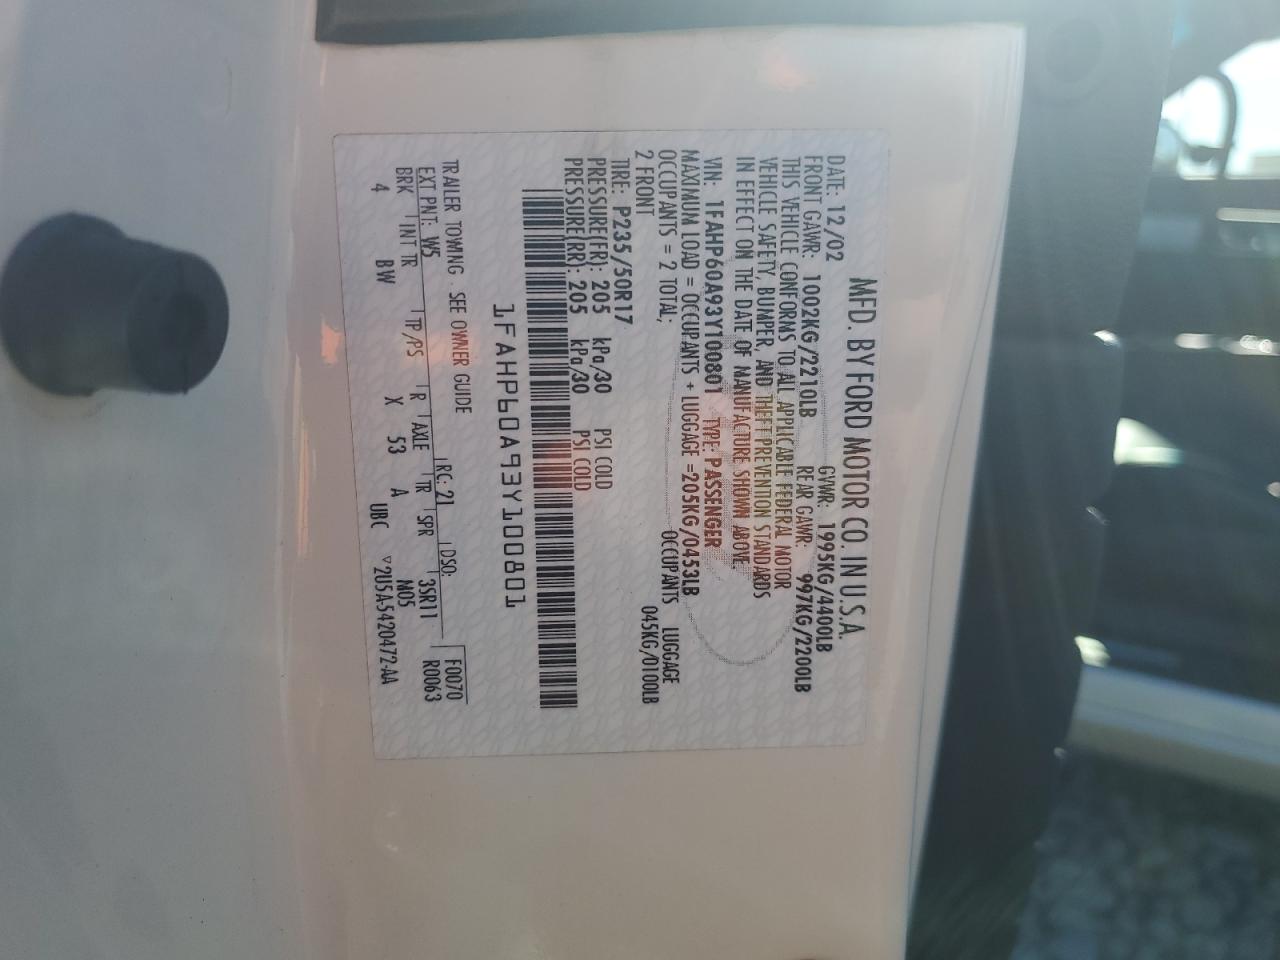 MFD. BY FORD MOTOR CO. IN U.S.A.
DATE: 12/02 GVWR: 1995KG/4400LB
FRONT GAWR: 1002KG/2210LB REAR GAWR: 997KG/2200LB
THIS VEHICLE CONFORMS TO ALL APPLICABLE FEDERAL MOTOR
VEHICLE SAFETY, BUMPER, AND THEFT PREVENTION STANDARDS
IN EFFECT ON THE DATE OF MANUFACTURE SHOWN ABOVE.
VIN: 1FAHP60A93Y100801 TYPE: PASSENGER
MAXIMUM LOAD = OCCUPANTS + LUGGAGE = 205KG/0453LB
OCCUPANTS = 2 TOTAL; OCCUPANTS LUGGAGE
2 FRONT 045KG/0100LB
TIRE: P235/50R17
PRESSURE(FR): 205 kPa/30 PSI COLD
PRESSURE(RR): 205 kPa/30 PSI COLD
1FAHP60A93Y100801
TRAILER TOWING - SEE OWNER GUIDE
EXT PNT: W5 RC: 21 DSO: F0070
BRK INT TR TP/PS R AXLE TR SPR 3SR11 R0063
4 BW X 53 A UBC M05
▽2U5A5420472-AA